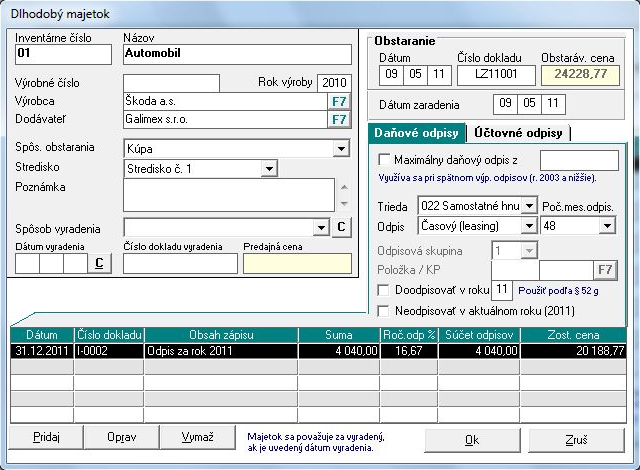 Dlhodobý majetok
Inventárne číslo Názov
01 Automobil
Výrobné číslo Rok výroby 2010
Výrobca Škoda a.s. F7
Dodávateľ Galimex s.r.o. F7
Spôs. obstarania Kúpa
Stredisko Stredisko č. 1
Poznámka
Spôsob vyradenia C
Dátum vyradenia Číslo dokladu vyradenia Predajná cena
C
Obstaranie
Dátum Číslo dokladu Obstaráv. cena
09 05 11 LZ11001 24228,77
Dátum zaradenia 09 05 11
Daňové odpisy Účtovné odpisy
Maximálny daňový odpis z
Využíva sa pri spätnom výp. odpisov (r. 2003 a nižšie).
Trieda 022 Samostatné hnu Poč.mes.odpis.
Odpis Časový (leasing) 48
Odpisová skupina 1
Položka / KP F7
Doodpisovať v roku 11 Použiť podľa § 52 g
Neodpisovať v aktuálnom roku (2011)
Dátum Číslo dokladu Obsah zápisu Suma Roč.odp % Súčet odpisov Zost. cena
31.12.2011 I-0002 Odpis za rok 2011 4 040,00 16,67 4 040,00 20 188,77
Pridaj Oprav Vymaž Majetok sa považuje za vyradený,
ak je uvedený dátum vyradenia. Ok Zruš